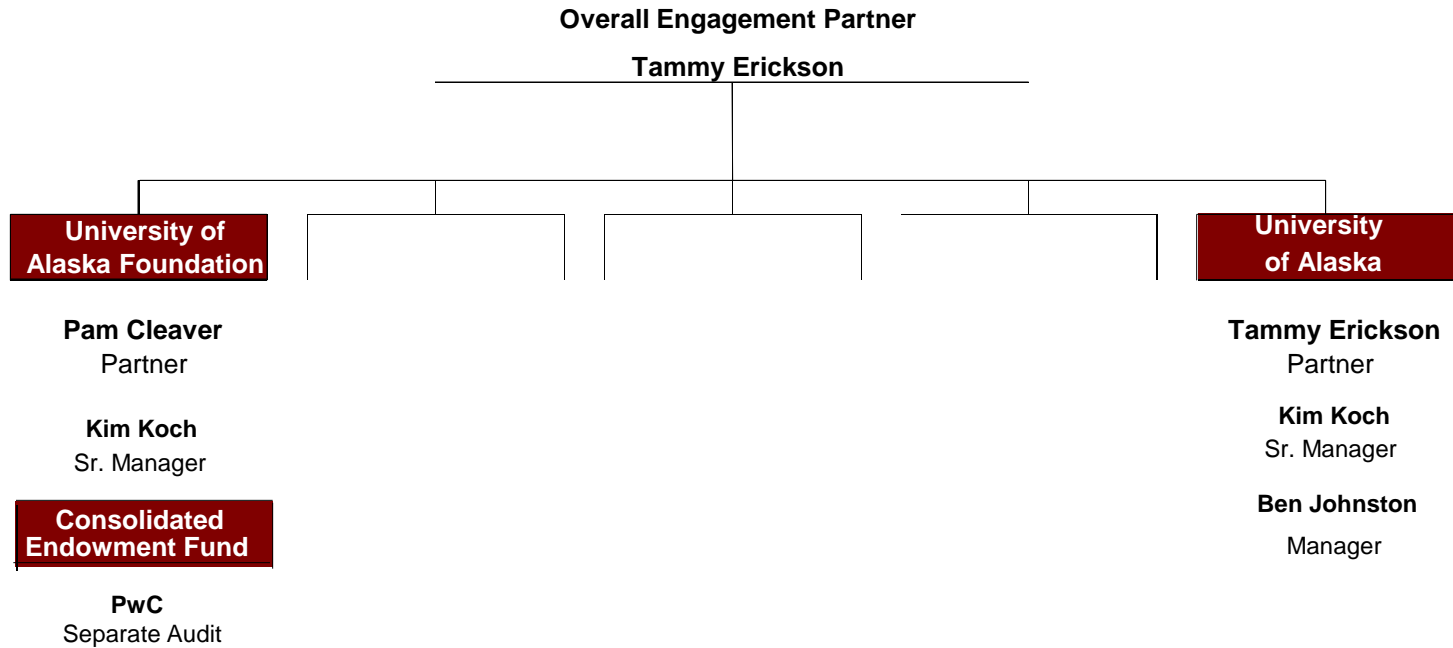 Overall Engagement Partner
Tammy Erickson
University of
Alaska Foundation
Pam Cleaver
Partner
Kim Koch
Sr. Manager
Consolidated
Endowment Fund
PwC
Separate Audit
University
of Alaska
Tammy Erickson
Partner
Kim Koch
Sr. Manager
Ben Johnston
Manager